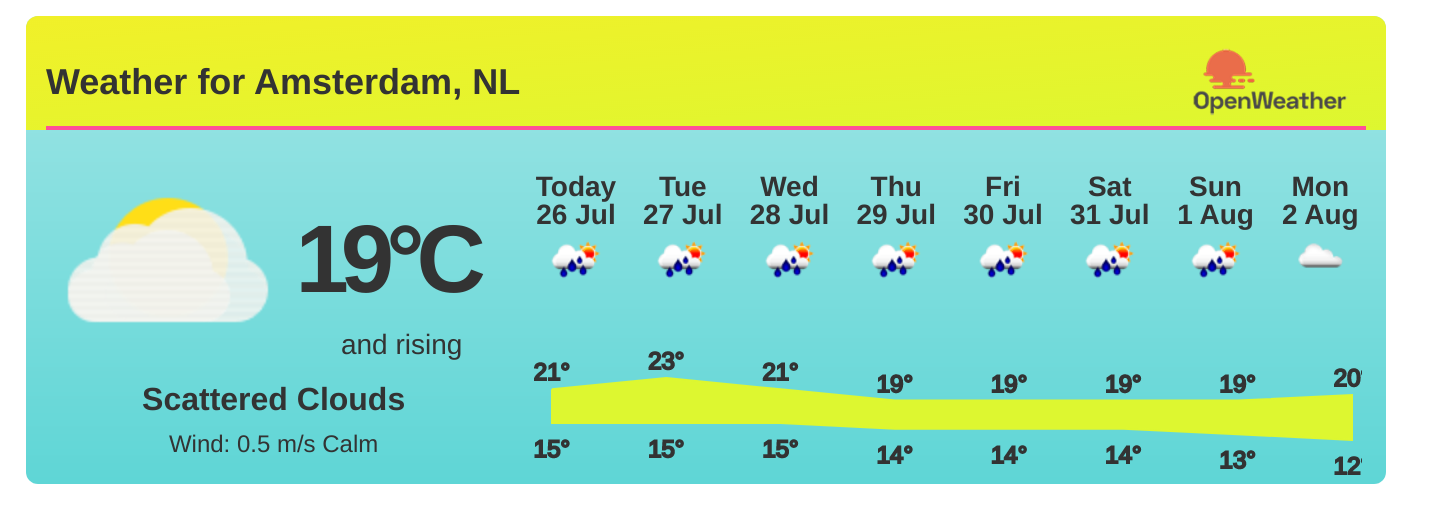 Weather for Amsterdam, NL
OpenWeather
19°C
and rising
Scattered Clouds
Wind: 0.5 m/s Calm
Today Tue Wed Thu Fri Sat Sun Mon
26 Jul 27 Jul 28 Jul 29 Jul 30 Jul 31 Jul 1 Aug 2 Aug
21° 23° 21° 19° 19° 19° 19° 20°
15° 15° 15° 14° 14° 14° 13° 12°